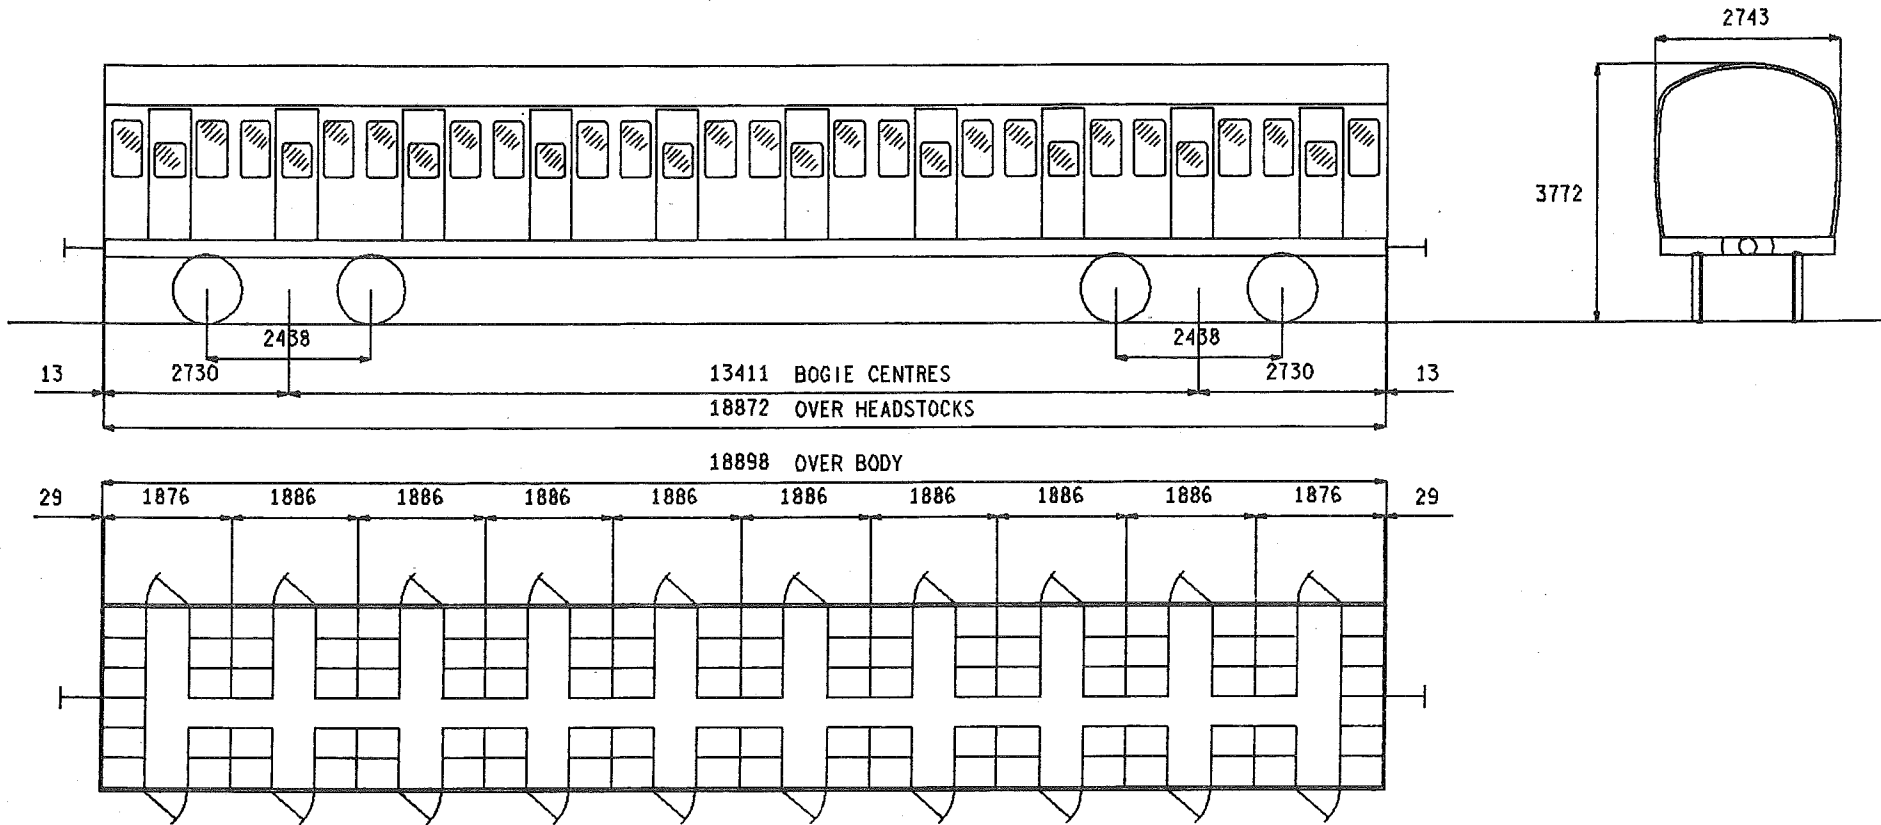 2743
3772
2438 2438
13 2730 13411 BOGIE CENTRES 2730 13
18872 OVER HEADSTOCKS
18898 OVER BODY
29 1876 1886 1886 1886 1886 1886 1886 1886 1886 1876 29